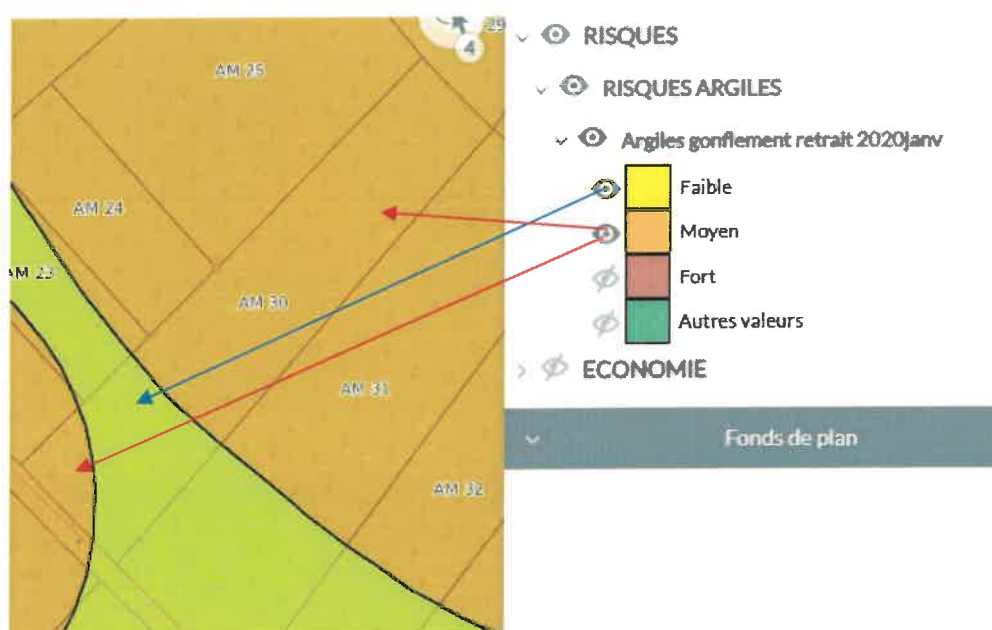 29
4
AM 25
AM 24
AM 23
AM 30
AM 31
AM 32
RISQUES
RISQUES ARGILES
Argiles gonflement retrait 2020janv
Faible
Moyen
Fort
Autres valeurs
ECONOMIE
Fonds de plan